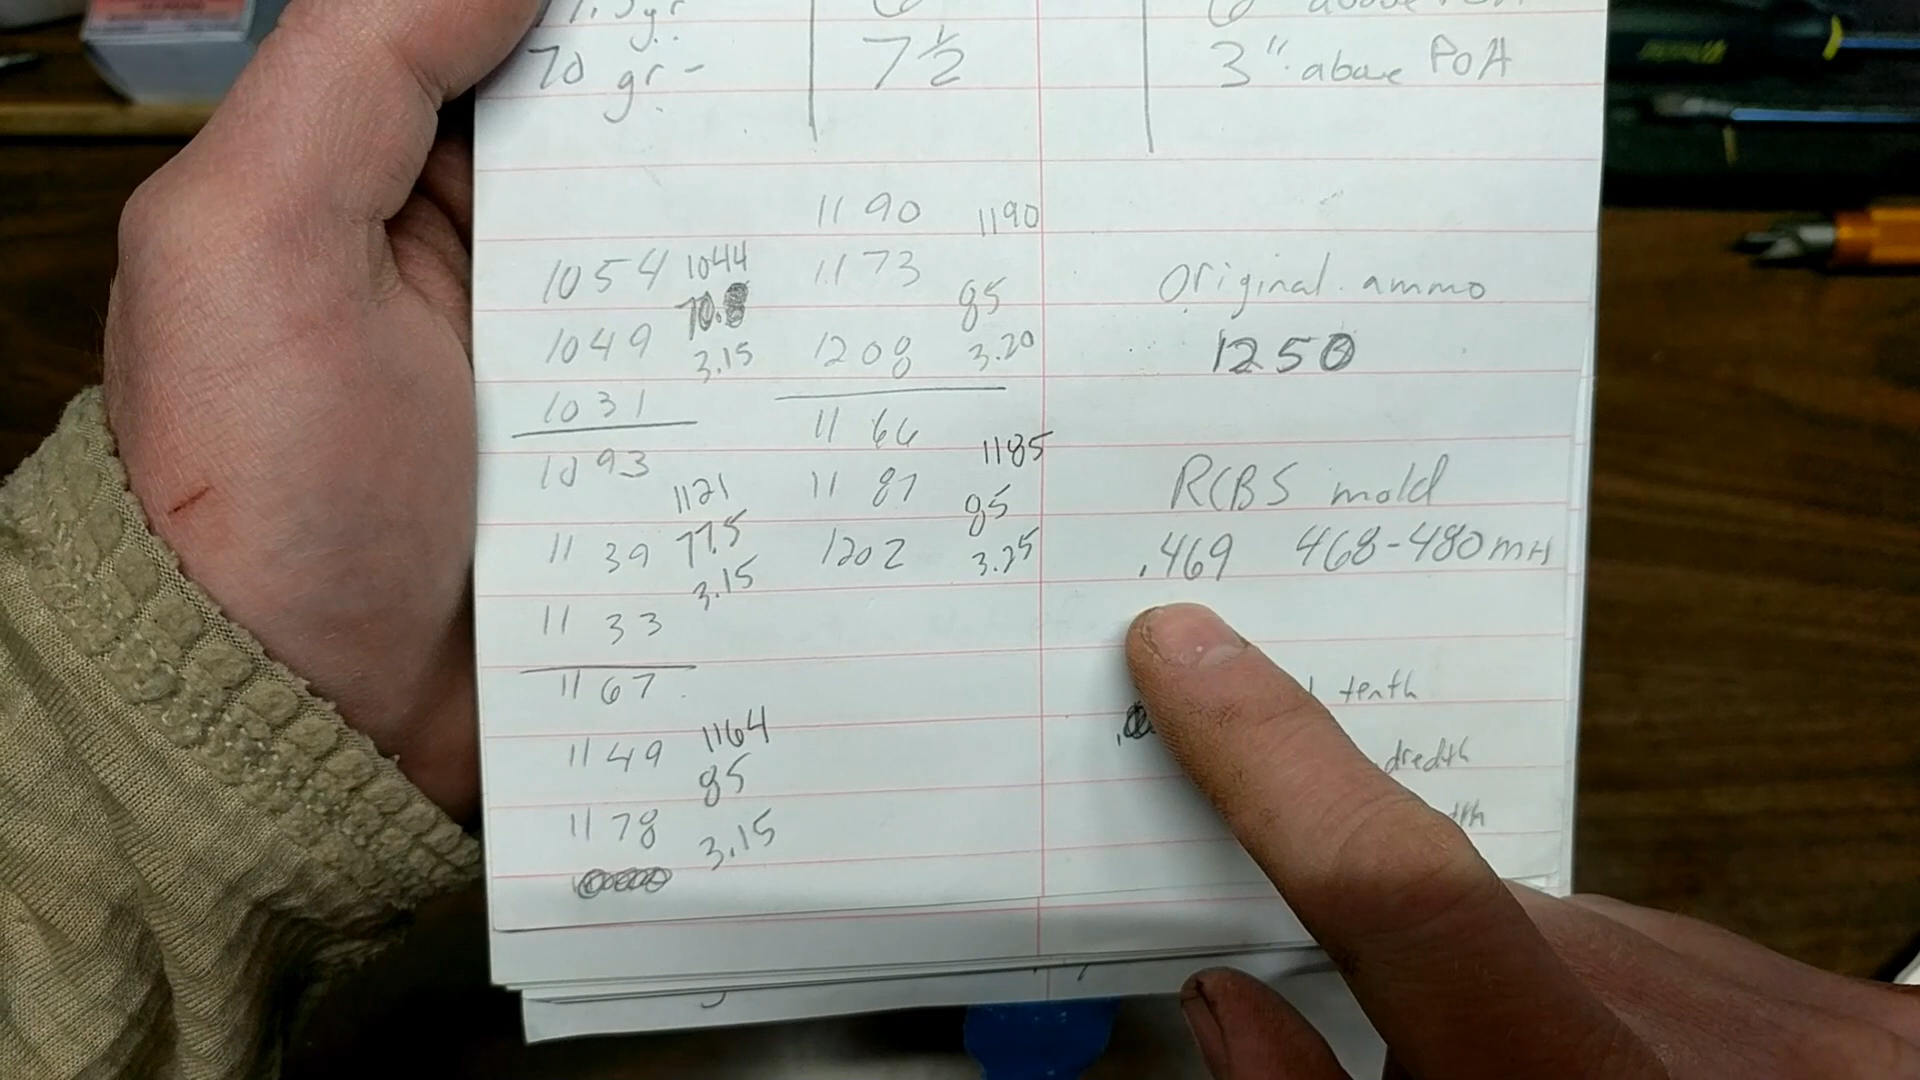 70 gr- 7½ 3" above POA
1190 1190
1054 1044 1173
85
1049 3.15 1208 3.20
1031
1093 1166 1185
1121 1187 85
1139 77.5 1202 3.25
3.15
1133
1167
1149 1164
85
1178 3.15
Original ammo
1250
RCBS mold
.469 468-480
tenth